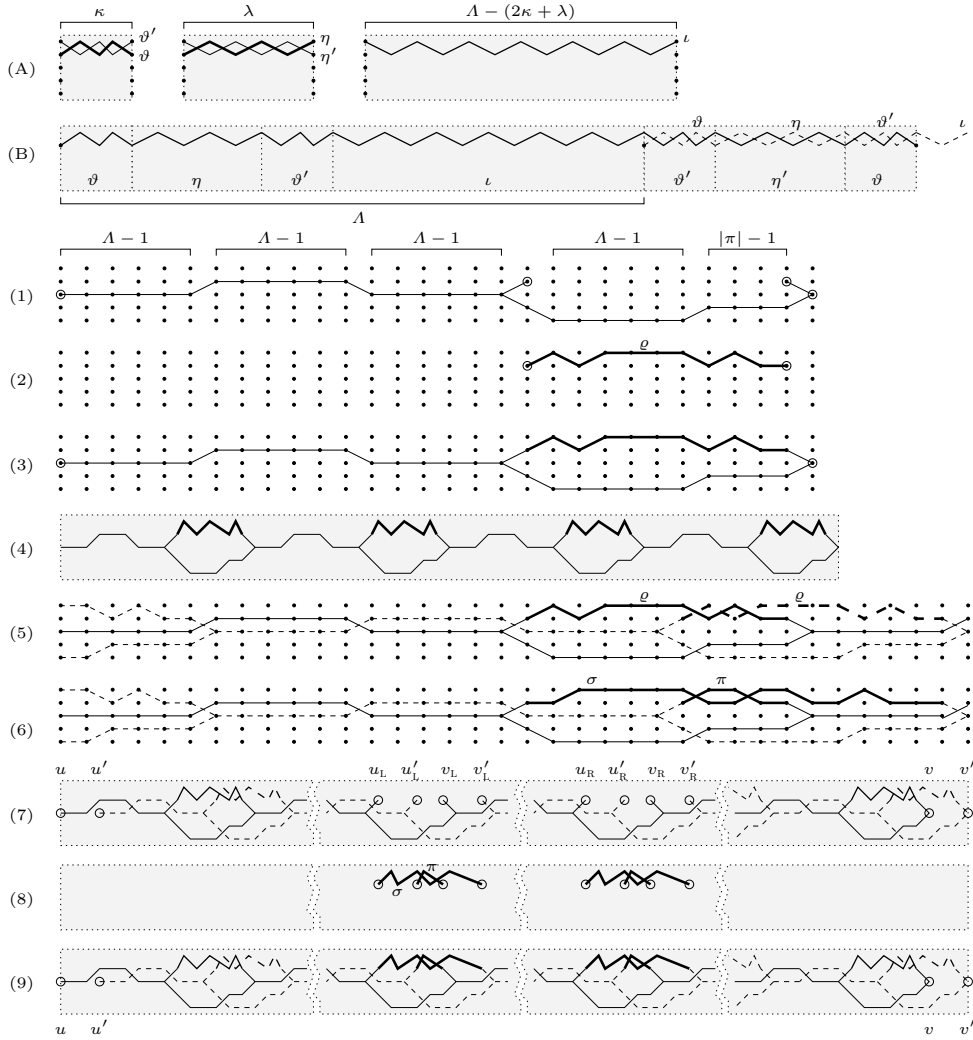 κ λ Λ − (2κ + λ)
(A) ϑ′ ϑ η η′ ι
(B) ϑ η ϑ′ ι
ϑ η ϑ′ ι ϑ′ η′ ϑ
Λ
Λ − 1 Λ − 1 Λ − 1 Λ − 1 |π| − 1
(1)
(2) ϱ
(3)
(4)
(5) ϱ ϱ
(6) σ π
u u′ u_L u′_L v_L v′_L u_R u′_R v_R v′_R v v′
(7)
(8) σ π
(9)
u u′ v v′